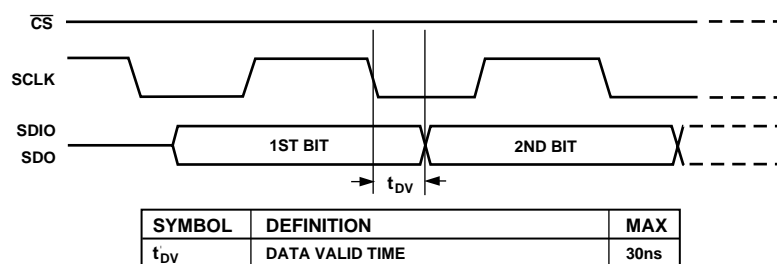 CS
SCLK
SDIO
SDO
1ST BIT
2ND BIT
tDV
SYMBOL DEFINITION MAX
tDV DATA VALID TIME 30ns